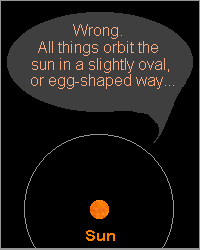 Wrong.
All things orbit the
sun in a slightly oval,
or egg-shaped way...
Sun